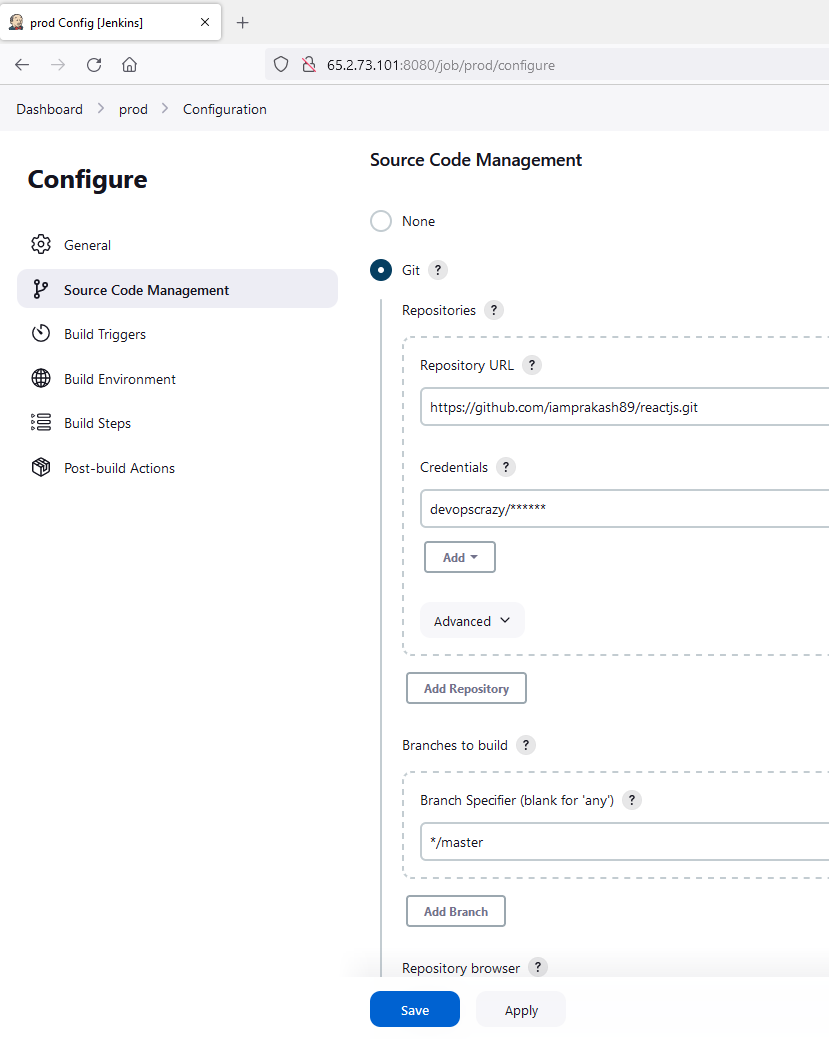 prod Config [Jenkins]
65.2.73.101:8080/job/prod/configure
Dashboard > prod > Configuration
Configure
General
Source Code Management
Build Triggers
Build Environment
Build Steps
Post-build Actions
Source Code Management
None
Git ?
Repositories ?
Repository URL ?
https://github.com/iamprakash89/reactjs.git
Credentials ?
devopscrazy/******
Add
Advanced
Add Repository
Branches to build ?
Branch Specifier (blank for 'any') ?
*/master
Add Branch
Repository browser ?
Save Apply